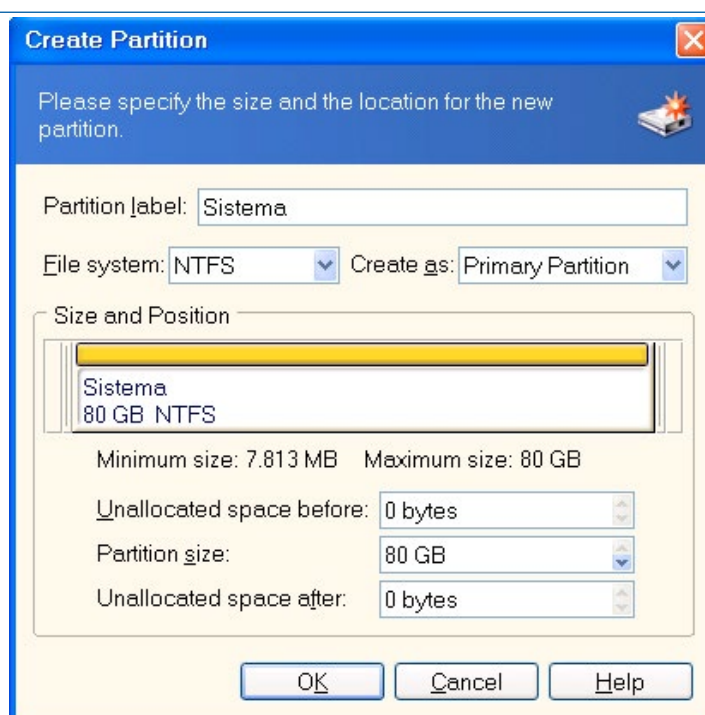 Create Partition
Please specify the size and the location for the new
partition.
Partition label: Sistema
File system: NTFS Create as: Primary Partition
Size and Position
Sistema
80 GB NTFS
Minimum size: 7.813 MB Maximum size: 80 GB
Unallocated space before: 0 bytes
Partition size: 80 GB
Unallocated space after: 0 bytes
OK Cancel Help